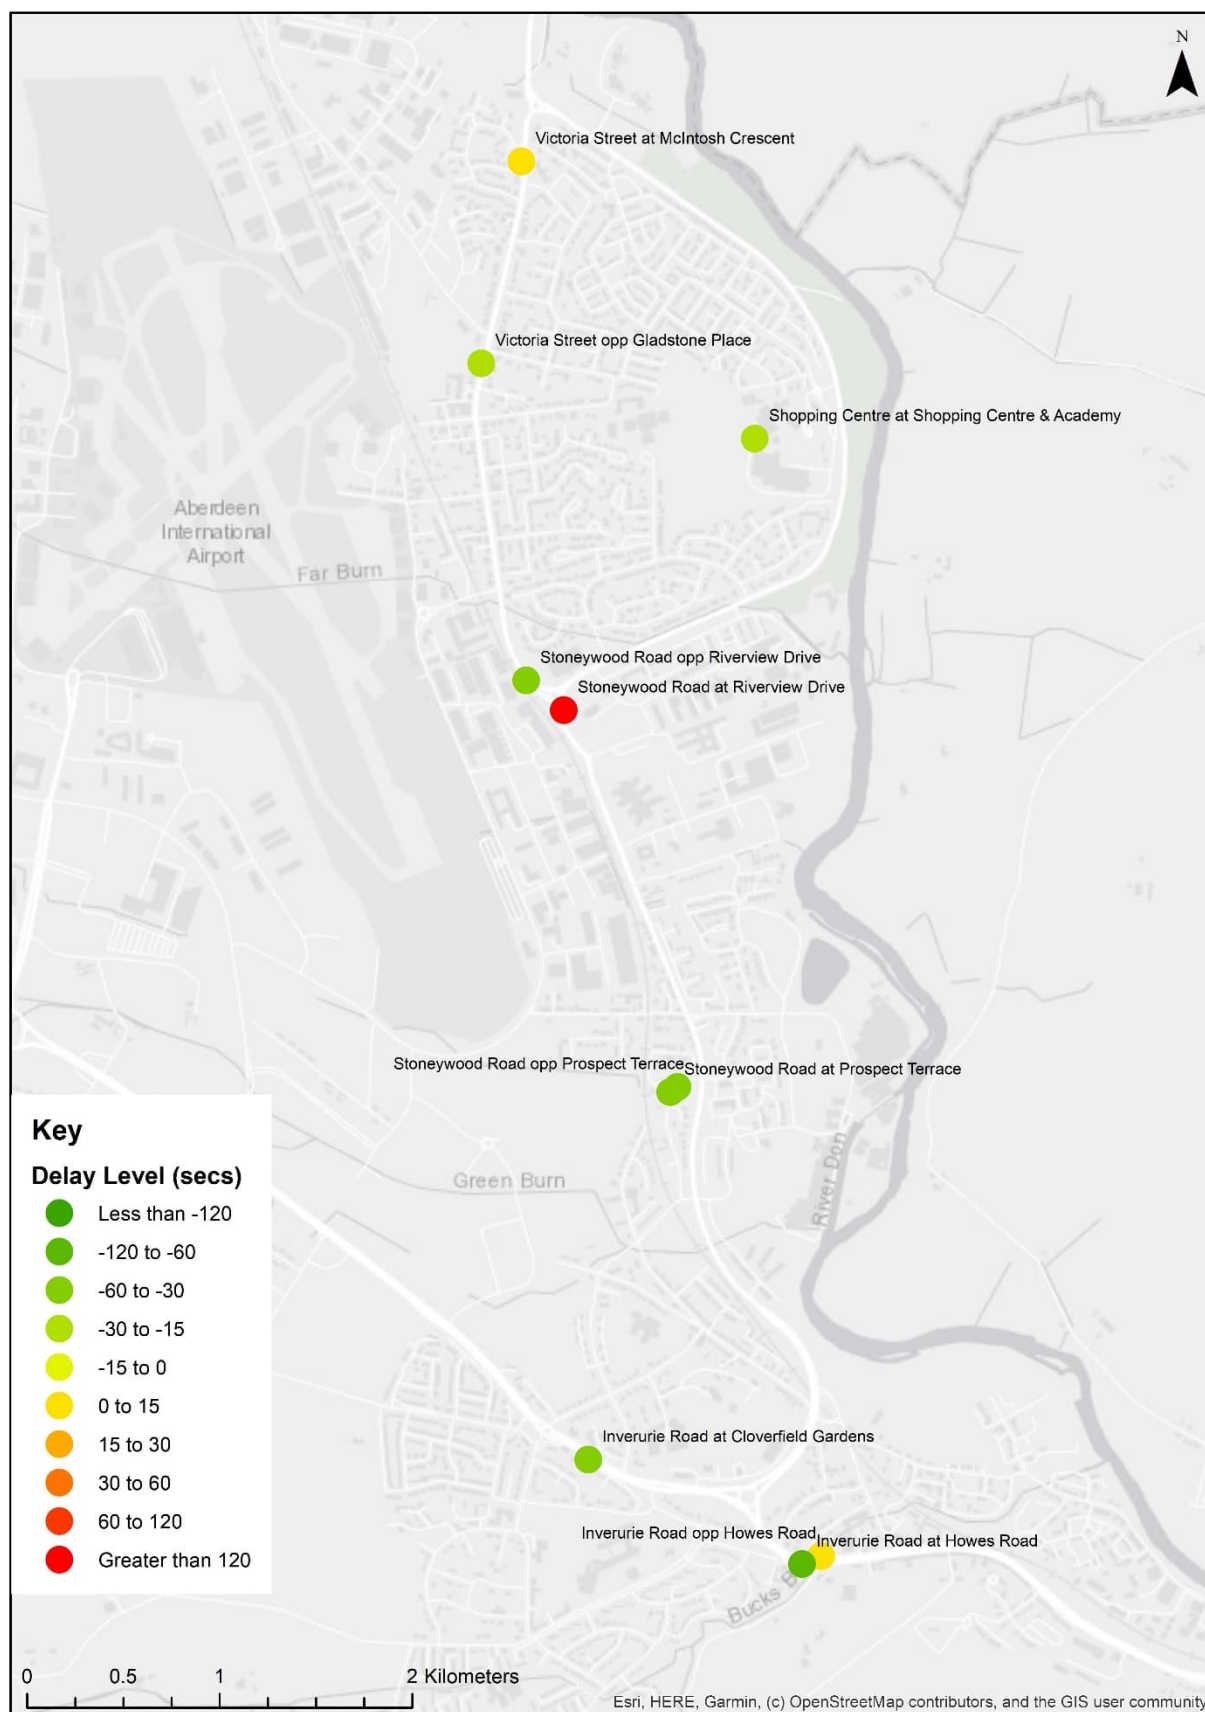 N
Victoria Street at McIntosh Crescent
Victoria Street opp Gladstone Place
Shopping Centre at Shopping Centre & Academy
Aberdeen
International
Airport
Far Burn
Stoneywood Road opp Riverview Drive
Stoneywood Road at Riverview Drive
Stoneywood Road opp Prospect Terrace
Stoneywood Road at Prospect Terrace
River Don
Green Burn
Key
Delay Level (secs)
Less than -120
-120 to -60
-60 to -30
-30 to -15
-15 to 0
0 to 15
15 to 30
30 to 60
60 to 120
Greater than 120
Inverurie Road at Cloverfield Gardens
Inverurie Road opp Howes Road
Inverurie Road at Howes Road
Bucks B
0 0.5 1 2 Kilometers
Esri, HERE, Garmin, (c) OpenStreetMap contributors, and the GIS user community